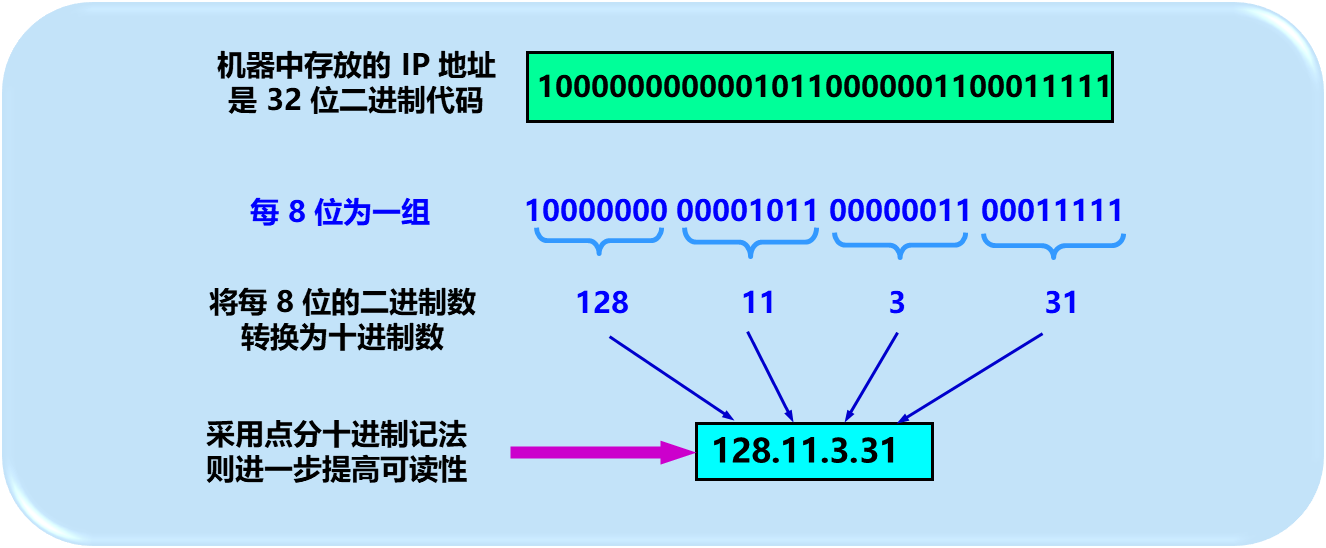 机器中存放的 IP 地址
是 32 位二进制代码
10000000000010110000001100011111
每 8 位为一组
10000000 00001011 00000011 00011111
将每 8 位的二进制数
转换为十进制数
128 11 3 31
采用点分十进制记法
则进一步提高可读性
128.11.3.31